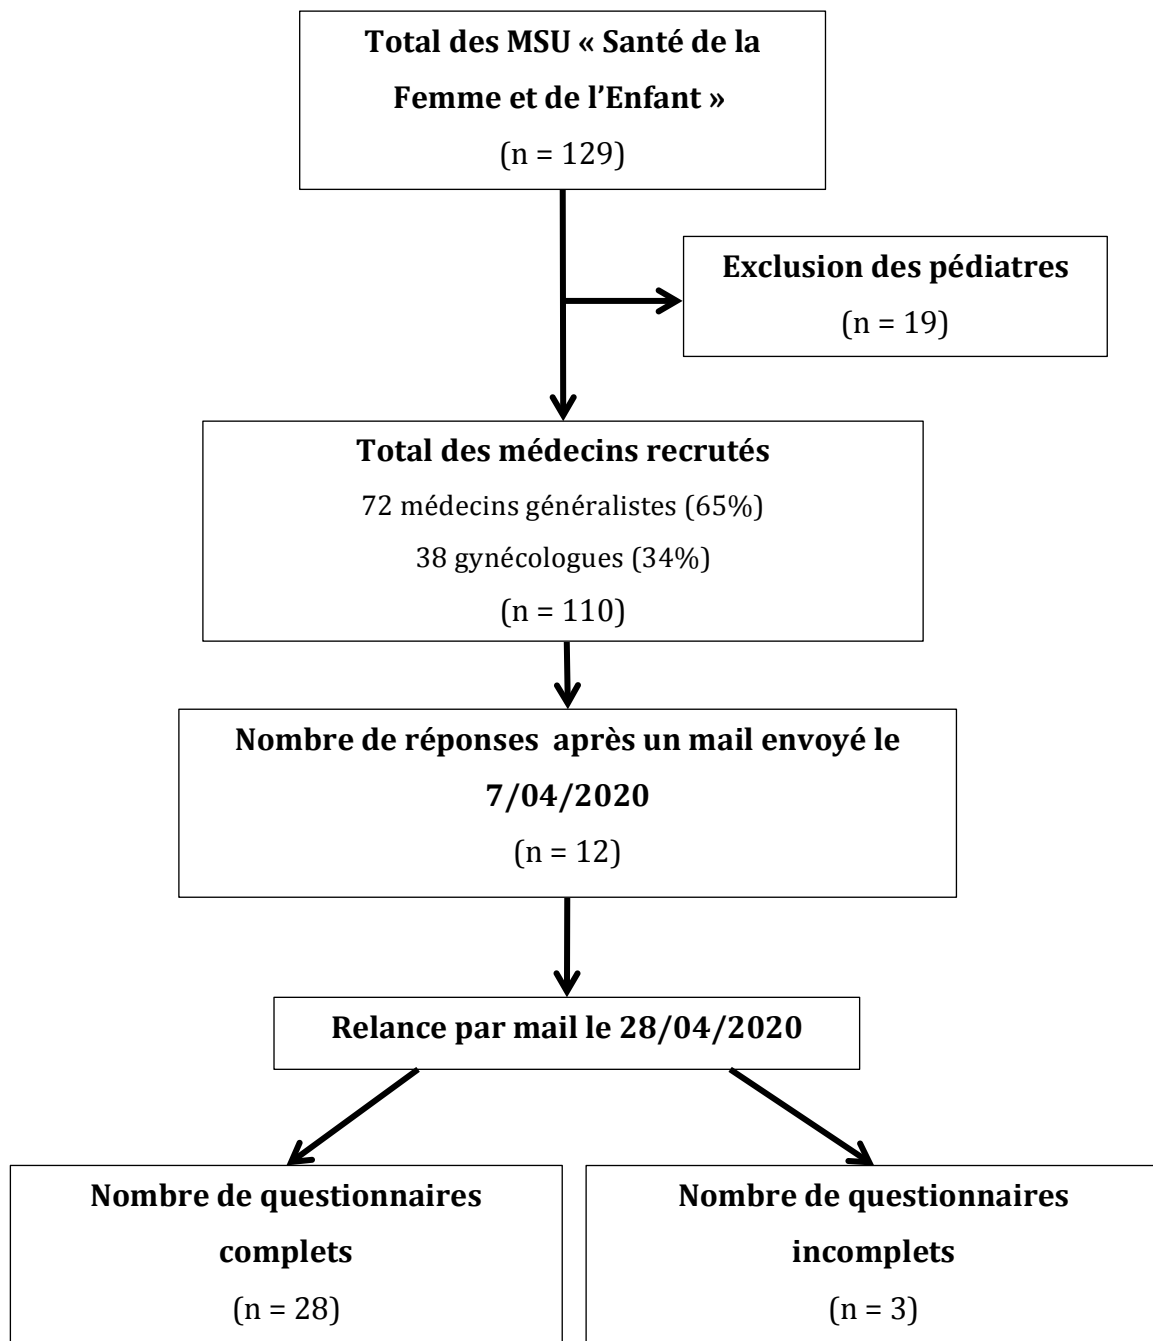 Total des MSU « Santé de la
Femme et de l’Enfant »
(n = 129)
Exclusion des pédiatres
(n = 19)
Total des médecins recrutés
72 médecins généralistes (65%)
38 gynécologues (34%)
(n = 110)
Nombre de réponses  après un mail envoyé le
7/04/2020
(n = 12)
Relance par mail le 28/04/2020
Nombre de questionnaires
complets
(n = 28)
Nombre de questionnaires
incomplets
(n = 3)